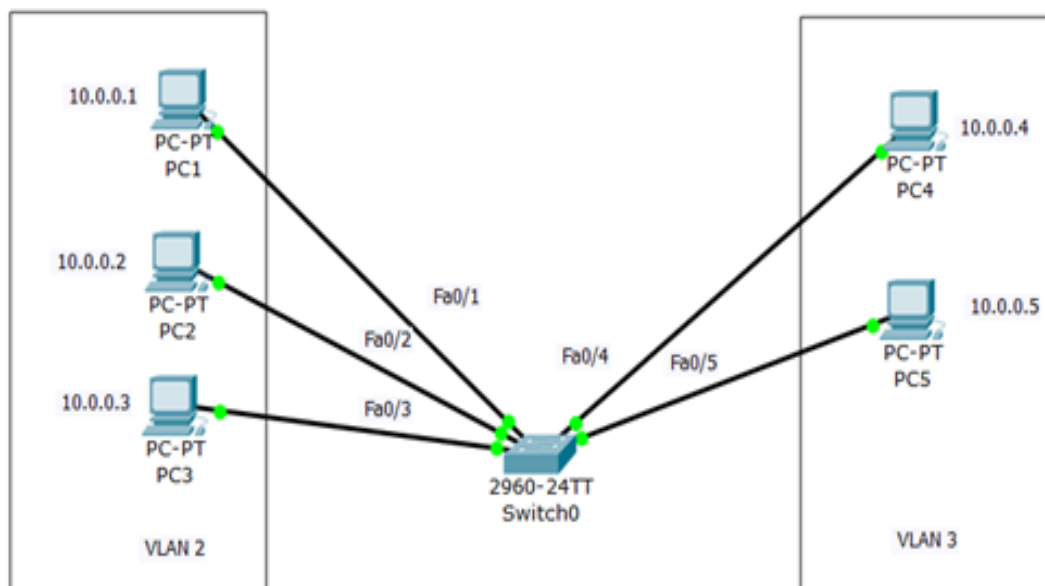 10.0.0.1
PC-PT
PC1
10.0.0.2
PC-PT
PC2
10.0.0.3
PC-PT
PC3
VLAN 2
Fa0/1
Fa0/2
Fa0/3
Fa0/4
Fa0/5
2960-24TT
Switch0
10.0.0.4
PC-PT
PC4
10.0.0.5
PC-PT
PC5
VLAN 3